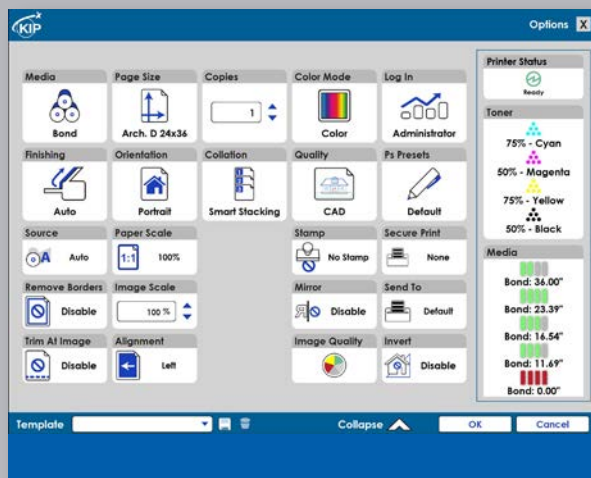 KIP
Options X
Media
Bond
Page Size
Arch. D 24x36
Copies
1
Color Mode
Color
Log In
Administrator
Finishing
Auto
Orientation
Portrait
Collation
1
2
3
Smart Stacking
Quality
CAD
Ps Presets
Default
Source
A Auto
Paper Scale
1:1 100%
Stamp
No Stamp
Secure Print
None
Remove Borders
Disable
Image Scale
100 %
Mirror
Disable
Send To
Default
Trim At Image
Disable
Alignment
Left
Image Quality
Invert
Disable
Printer Status
Ready
Toner
75% - Cyan
50% - Magenta
75% - Yellow
50% - Black
Media
Bond: 36.00"
Bond: 23.39"
Bond: 16.54"
Bond: 11.69"
Bond: 0.00"
Template
Collapse
OK
Cancel